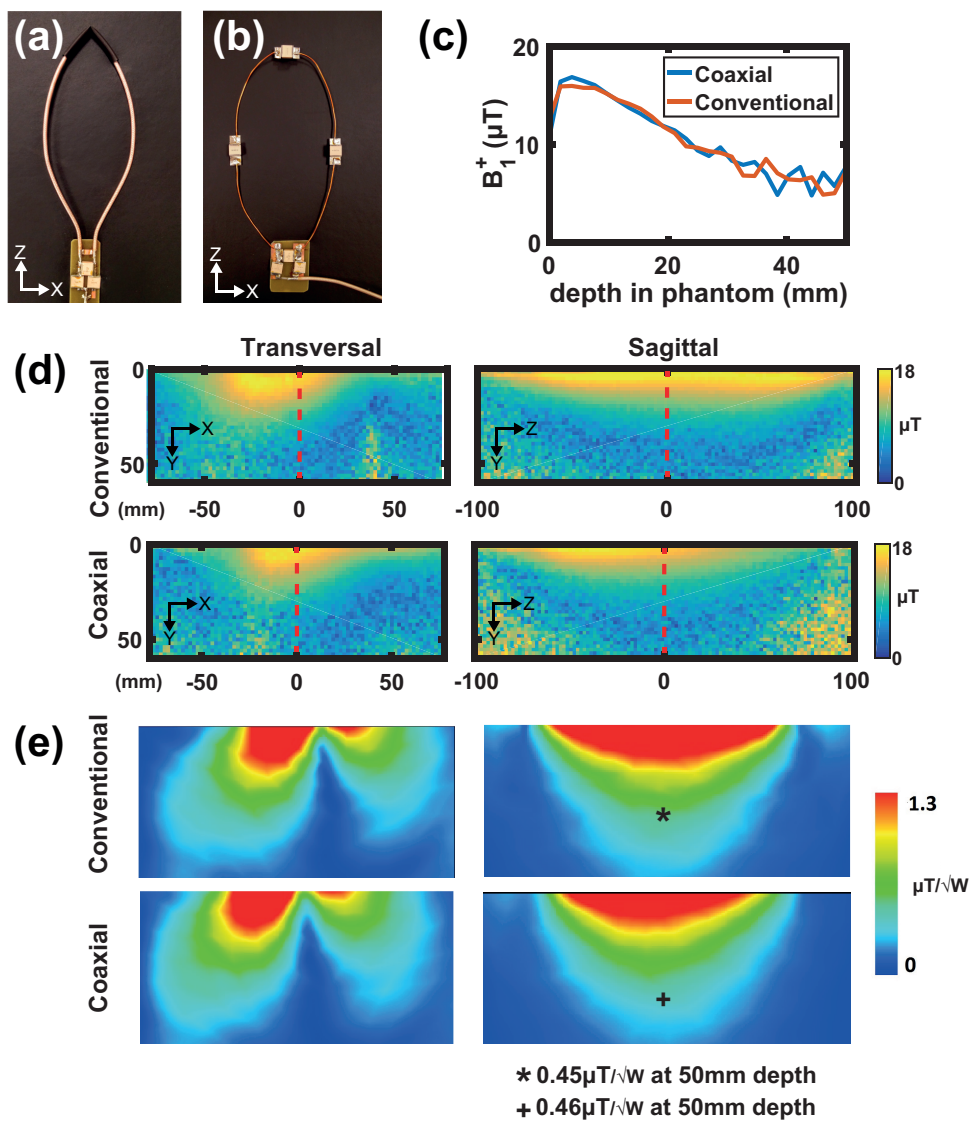 (a)
Z
X
(b)
Z
X
(c)
20
10
0
B1+ (µT)
Coaxial
Conventional
0 20 40
depth in phantom (mm)
(d)
Transversal
Sagittal
Conventional
0
50
X
Y
Z
Y
18
µT
0
(mm) -50 0 50
-100 0 100
Coaxial
0
50
X
Y
Z
Y
18
µT
0
(mm) -50 0 50
-100 0 100
(e)
Conventional
*
Coaxial
+
1.3
µT/√W
0
* 0.45µT/√w at 50mm depth
+ 0.46µT/√w at 50mm depth